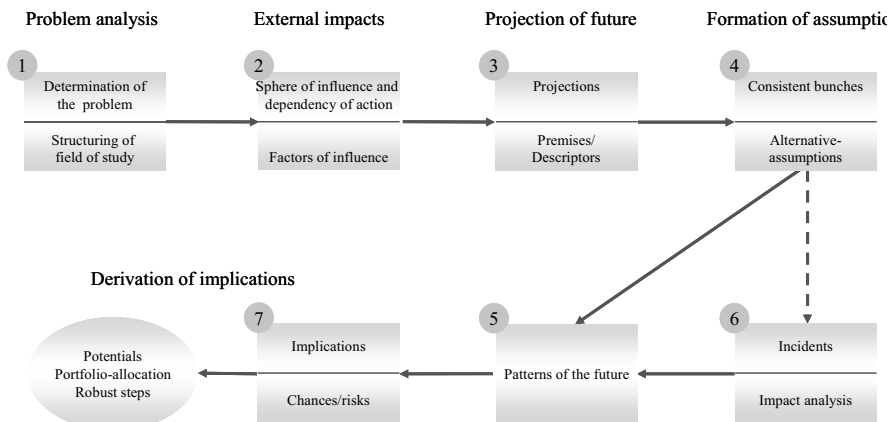 Problem analysis
External impacts
Projection of future
Formation of assumptio
1
Determination of
the problem
Structuring of
field of study
2
Sphere of influence and
dependency of action
Factors of influence
3
Projections
Premises/
Descriptors
4
Consistent bunches
Alternative-
assumptions
Derivation of implications
Potentials
Portfolio-allocation
Robust steps
7
Implications
Chances/risks
5
Patterns of the future
6
Incidents
Impact analysis